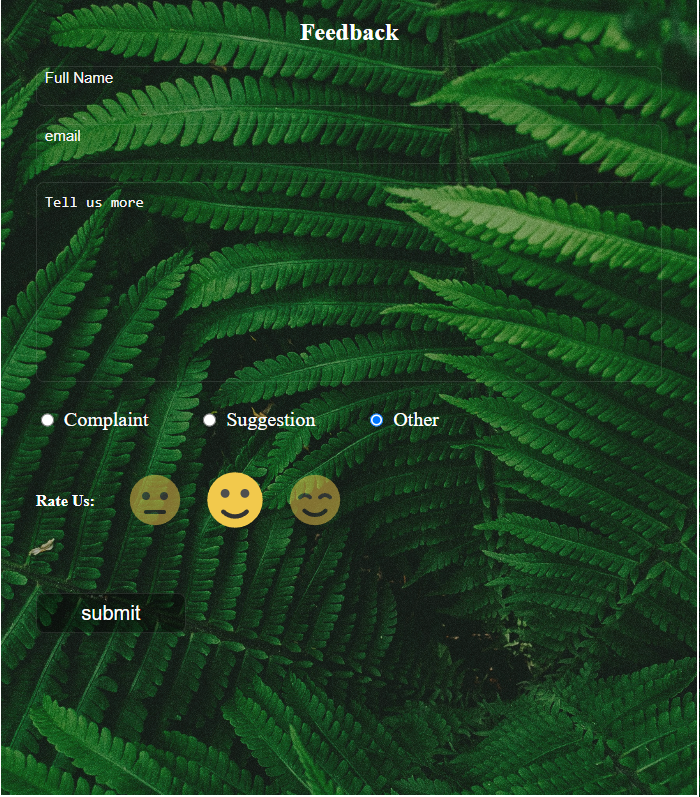 Feedback
Full Name
email
Tell us more
Complaint Suggestion Other
Rate Us:
submit